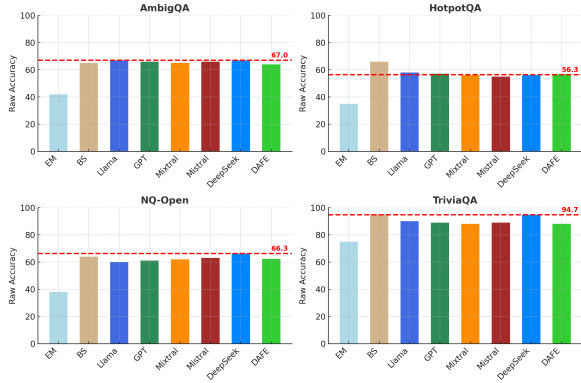 AmbigQA
100
80
60
40
20
0
Raw Accuracy
67.0
EM
BS
Llama
GPT
Mixtral
Mistral
DeepSeek
DAFE
HotpotQA
100
80
60
40
20
0
Raw Accuracy
56.3
EM
BS
Llama
GPT
Mixtral
Mistral
DeepSeek
DAFE
NQ-Open
100
80
60
40
20
0
Raw Accuracy
66.3
EM
BS
Llama
GPT
Mixtral
Mistral
DeepSeek
DAFE
TriviaQA
100
80
60
40
20
0
Raw Accuracy
94.7
EM
BS
Llama
GPT
Mixtral
Mistral
DeepSeek
DAFE